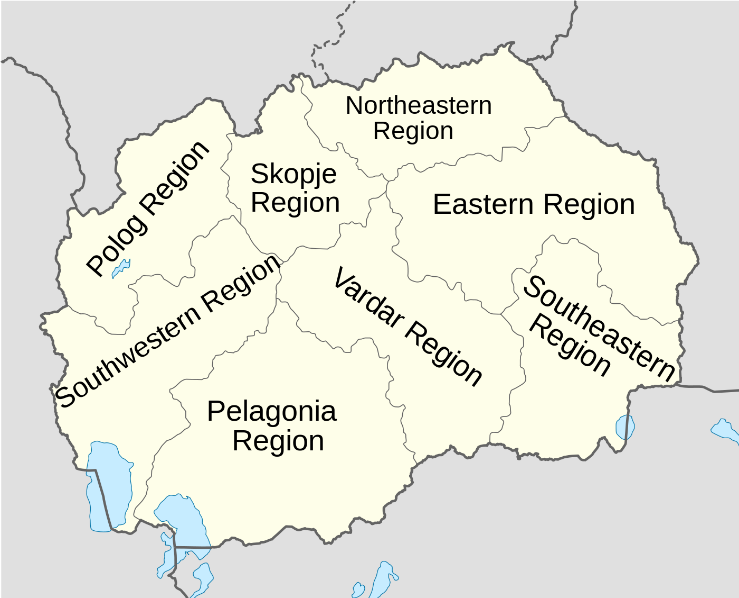 Northeastern
Region
Skopje
Region
Polog Region
Eastern Region
Southwestern Region
Vardar Region
Southeastern
Region
Pelagonia
Region